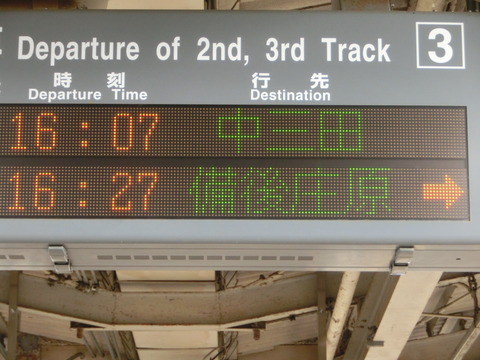 Departure of 2nd, 3rd Track 3
時刻 行先
Departure Time Destination
16:07 中三田
16:27 備後庄原 →